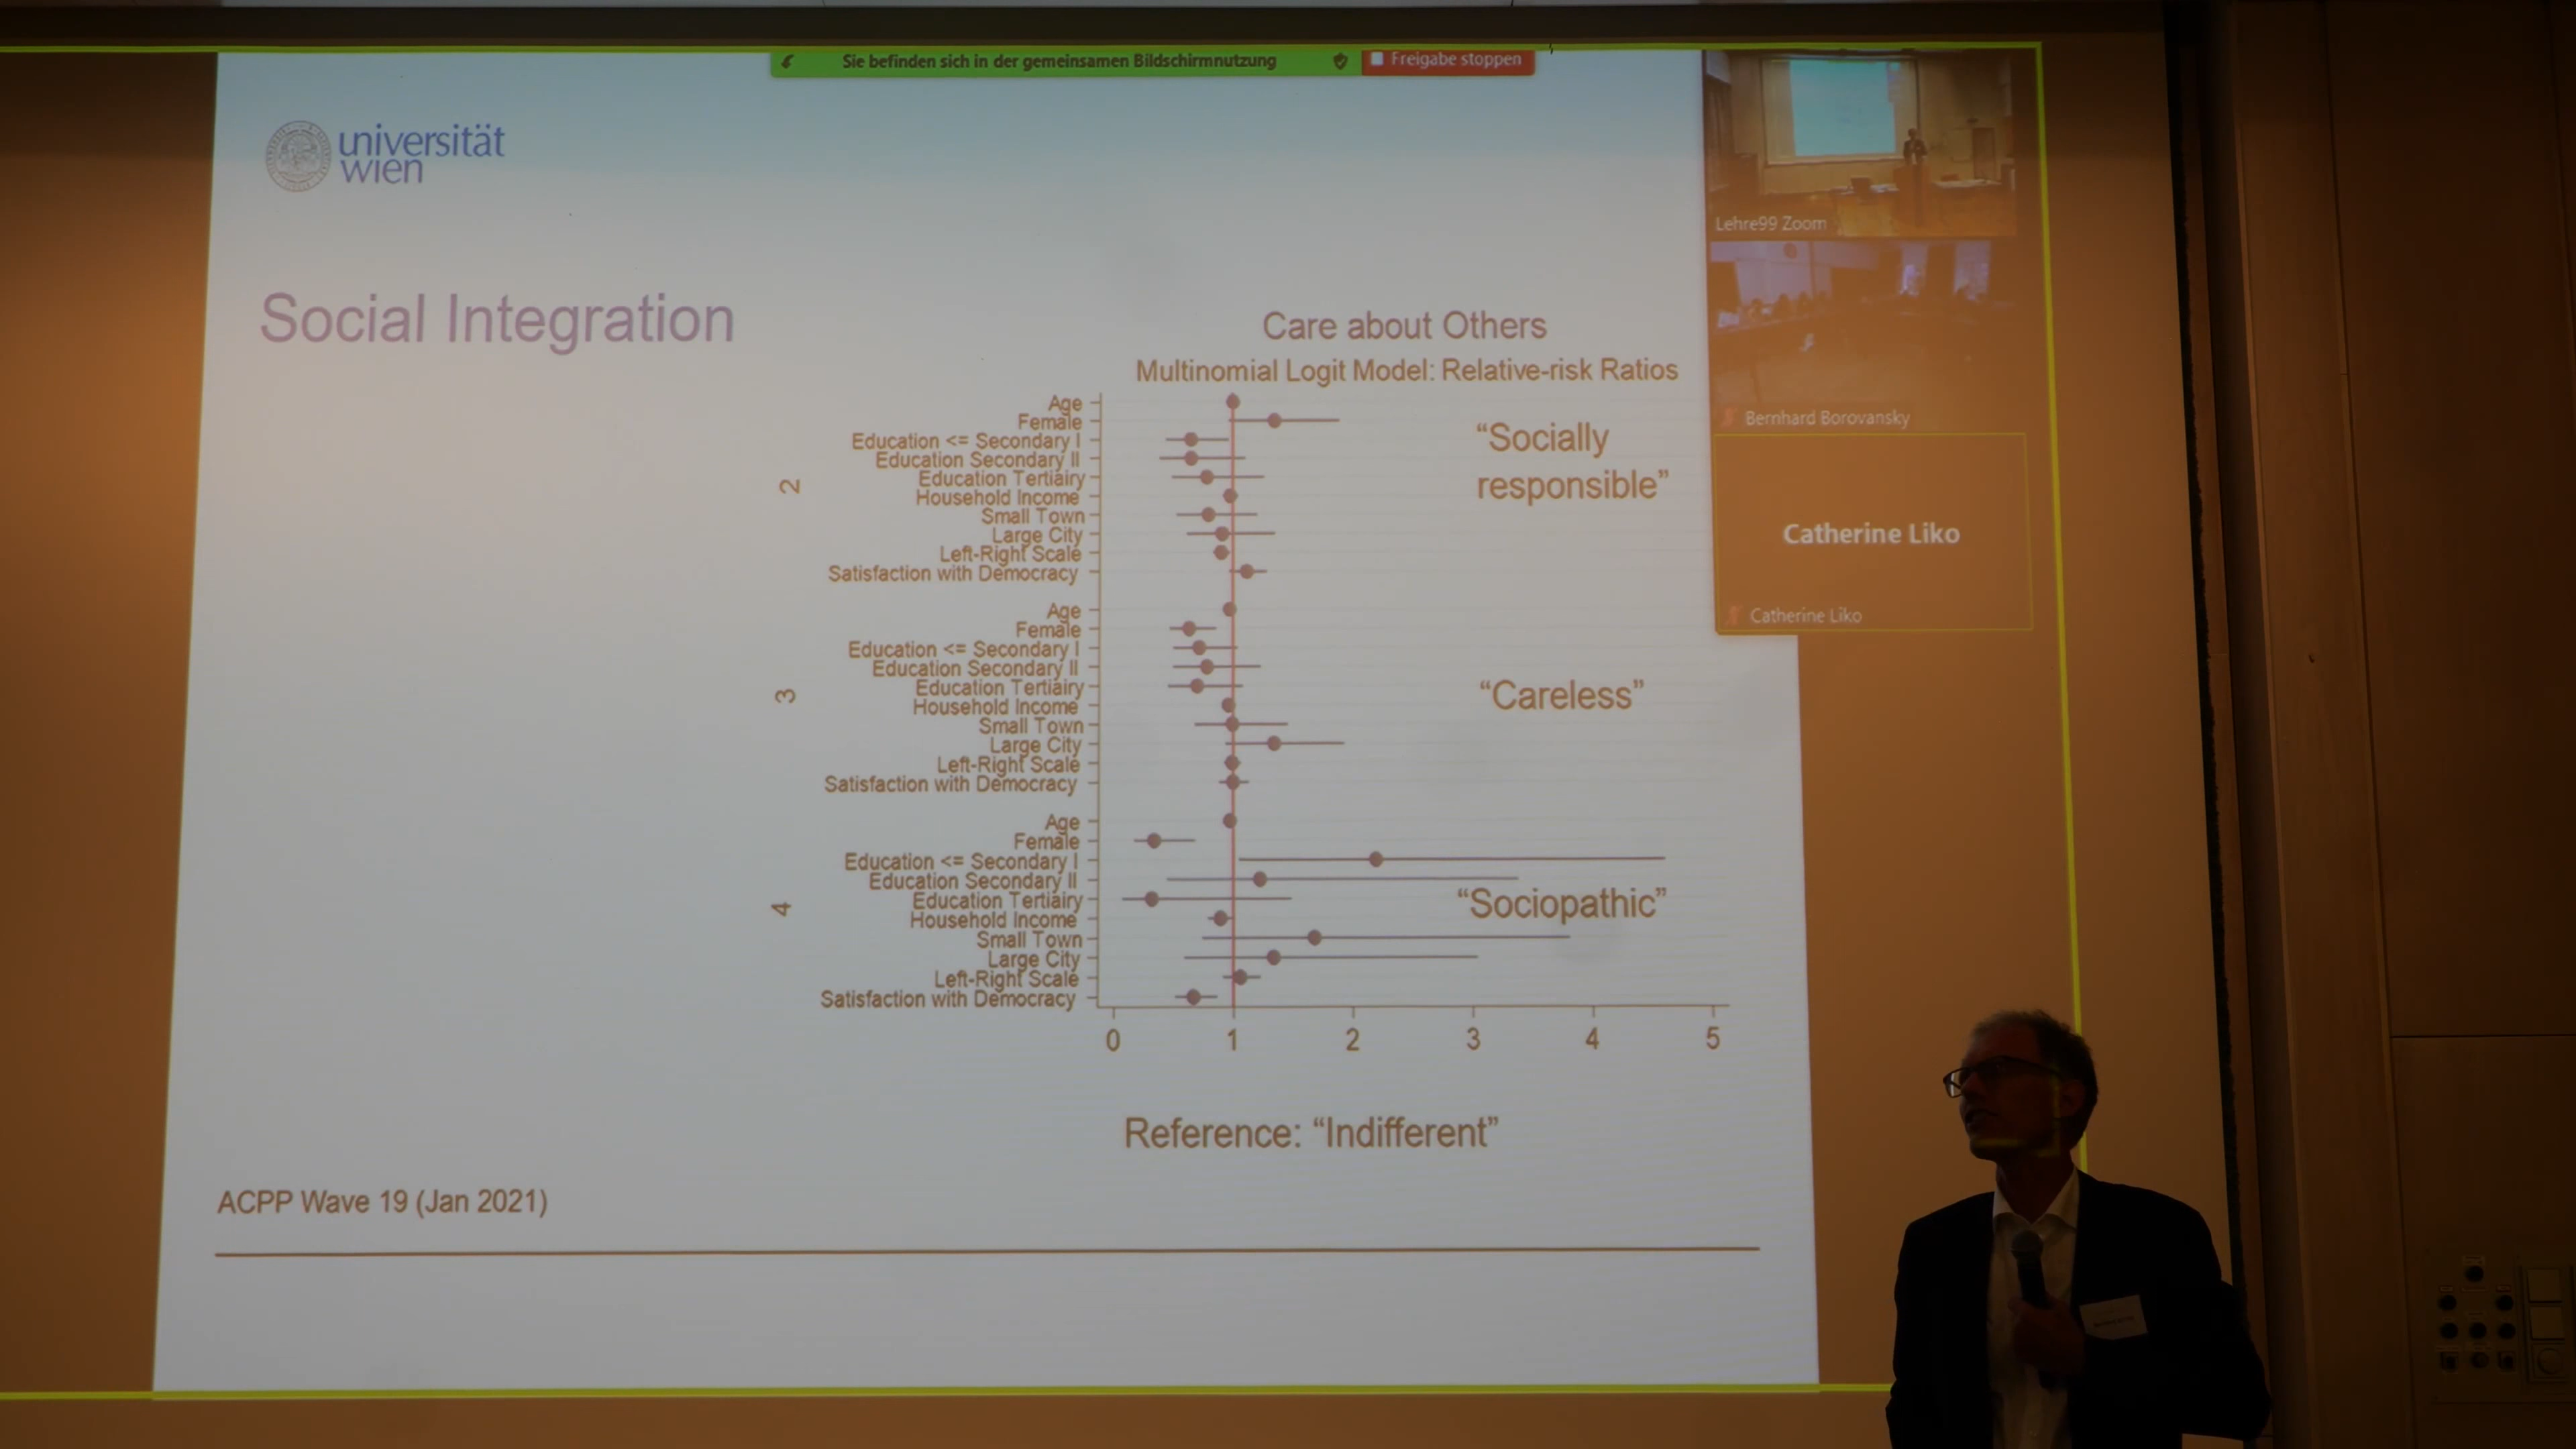 Sie befinden sich in der gemeinsamen Bildschirmnutzung
Freigabe stoppen
universität
wien
Lehre99 Zoom
Bernhard Borovansky
Catherine Liko
Catherine Liko
Social Integration
Care about Others
Multinomial Logit Model: Relative-risk Ratios
2
Age
Female
Education <= Secondary I
Education Secondary II
Education Tertiairy
Household Income
Small Town
Large City
Left-Right Scale
Satisfaction with Democracy
“Socially
responsible”
3
Age
Female
Education <= Secondary I
Education Secondary II
Education Tertiairy
Household Income
Small Town
Large City
Left-Right Scale
Satisfaction with Democracy
“Careless”
4
Age
Female
Education <= Secondary I
Education Secondary II
Education Tertiairy
Household Income
Small Town
Large City
Left-Right Scale
Satisfaction with Democracy
“Sociopathic”
0 1 2 3 4 5
Reference: “Indifferent”
ACPP Wave 19 (Jan 2021)